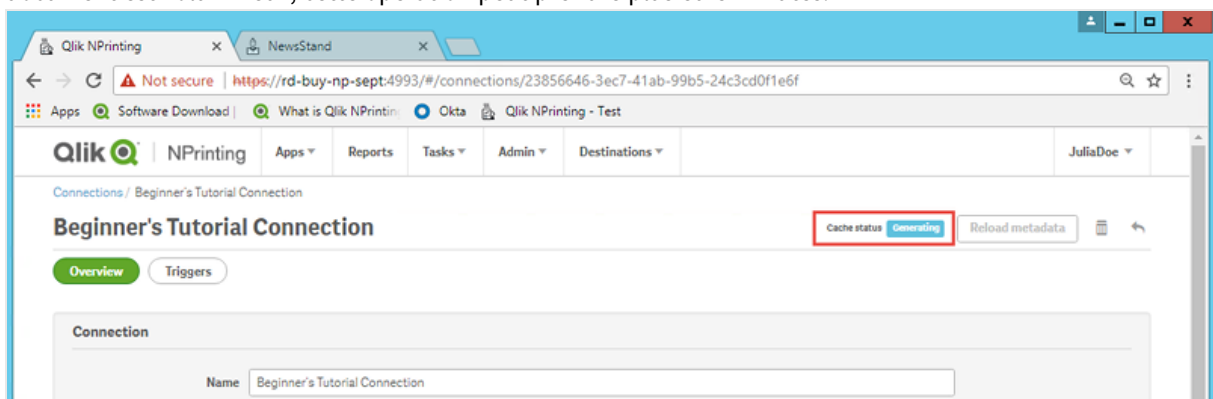 Qlik NPrinting
NewsStand
Not secure | https://rd-buy-np-sept:4993/#/connections/23856646-3ec7-41ab-99b5-24c3cd0f1e6f
Apps Software Download | What is Qlik NPrinting Okta Qlik NPrinting - Test
Qlik NPrinting Apps Reports Tasks Admin Destinations JuliaDoe
Connections / Beginner's Tutorial Connection
Beginner's Tutorial Connection Cache status Generating Reload metadata
Overview Triggers
Connection
Name Beginner's Tutorial Connection